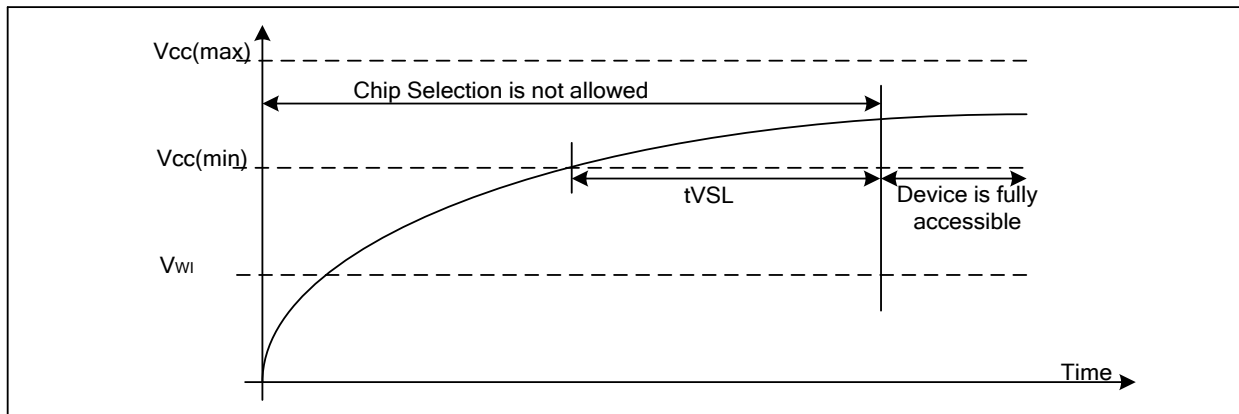 Vcc(max)
Chip Selection is not allowed
Vcc(min)
tVSL
Device is fully
accessible
VWI
Time